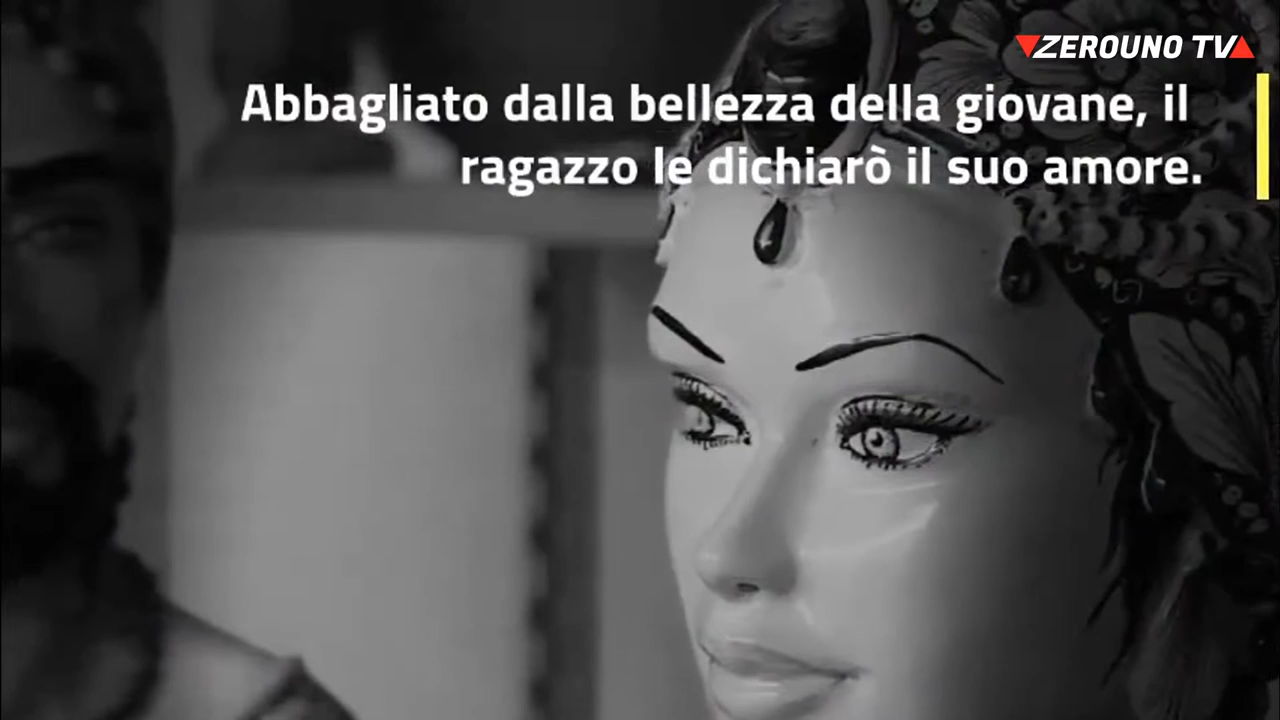 ZEROUNO TV
Abbagliato dalla bellezza della giovane, il
ragazzo le dichiarò il suo amore.